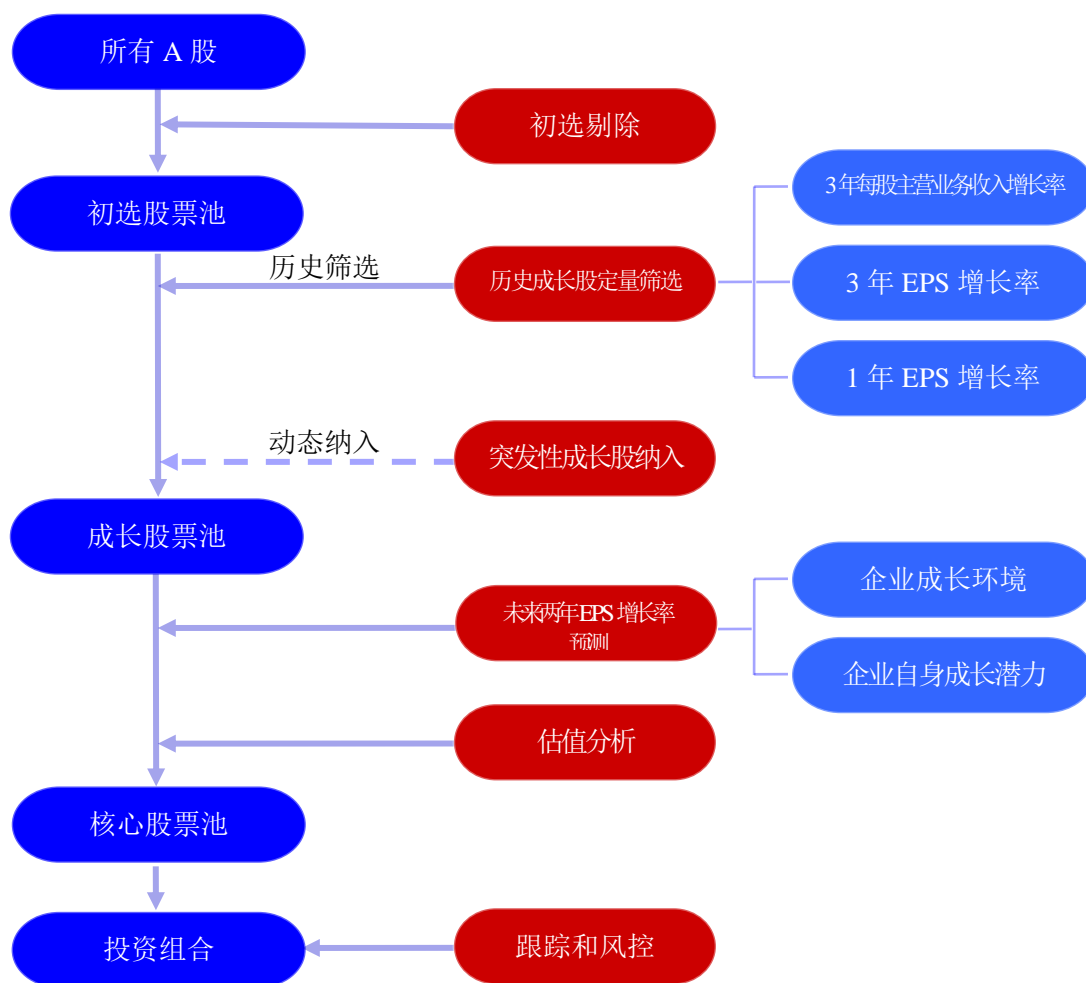 所有 A 股
初选剔除
3 年每股主营业务收入增长率
初选股票池
历史筛选
历史成长股定量筛选
3 年 EPS 增长率
1 年 EPS 增长率
动态纳入
突发性成长股纳入
成长股票池
企业成长环境
未来两年 EPS 增长率
预测
企业自身成长潜力
估值分析
核心股票池
投资组合
跟踪和风控